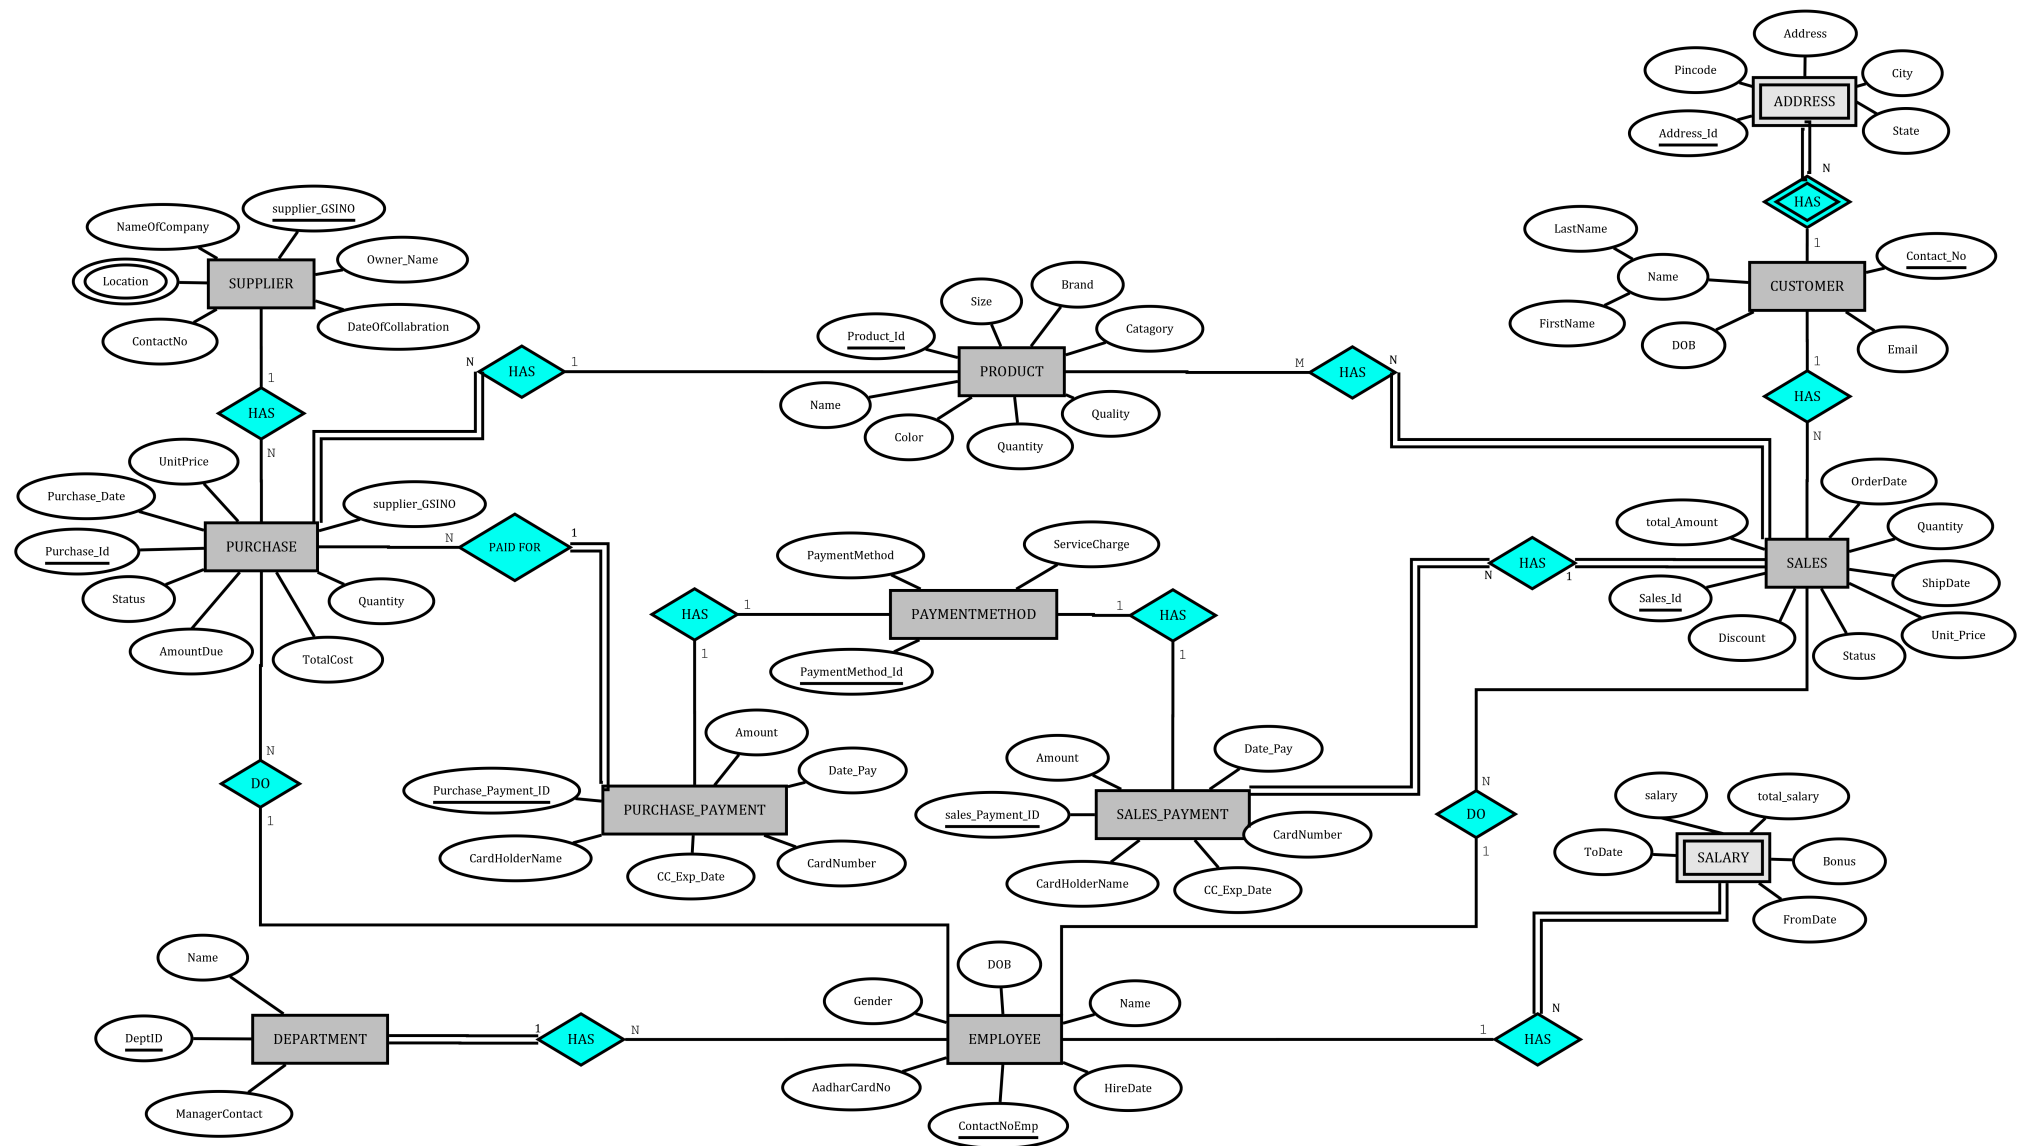 Address
Pincode
City
ADDRESS
Address_Id
State
N
HAS
1
LastName
Name
FirstName
Contact_No
CUSTOMER
DOB
Email
1
HAS
N
supplier_GSINO
NameOfCompany
Owner_Name
Location
SUPPLIER
ContactNo
DateOfCollabration
1
HAS
N
N
HAS
1
Size
Brand
Product_Id
Catagory
PRODUCT
Name
Color
Quantity
Quality
M
HAS
N
UnitPrice
Purchase_Date
supplier_GSINO
Purchase_Id
PURCHASE
Status
Quantity
AmountDue
TotalCost
N
PAID FOR
1
PaymentMethod
ServiceCharge
HAS
1
PAYMENTMETHOD
1
HAS
1
1
PaymentMethod_Id
OrderDate
total_Amount
Quantity
N
HAS
1
SALES
ShipDate
Sales_Id
Unit_Price
Discount
Status
Amount
Date_Pay
Purchase_Payment_ID
PURCHASE_PAYMENT
CardHolderName
CC_Exp_Date
CardNumber
Amount
Date_Pay
sales_Payment_ID
SALES_PAYMENT
CardNumber
CardHolderName
CC_Exp_Date
N
DO
1
N
DO
1
salary
total_salary
ToDate
SALARY
Bonus
FromDate
Name
DeptID
DEPARTMENT
ManagerContact
1
HAS
N
DOB
Gender
Name
EMPLOYEE
AadharCardNo
HireDate
ContactNoEmp
1
HAS
N